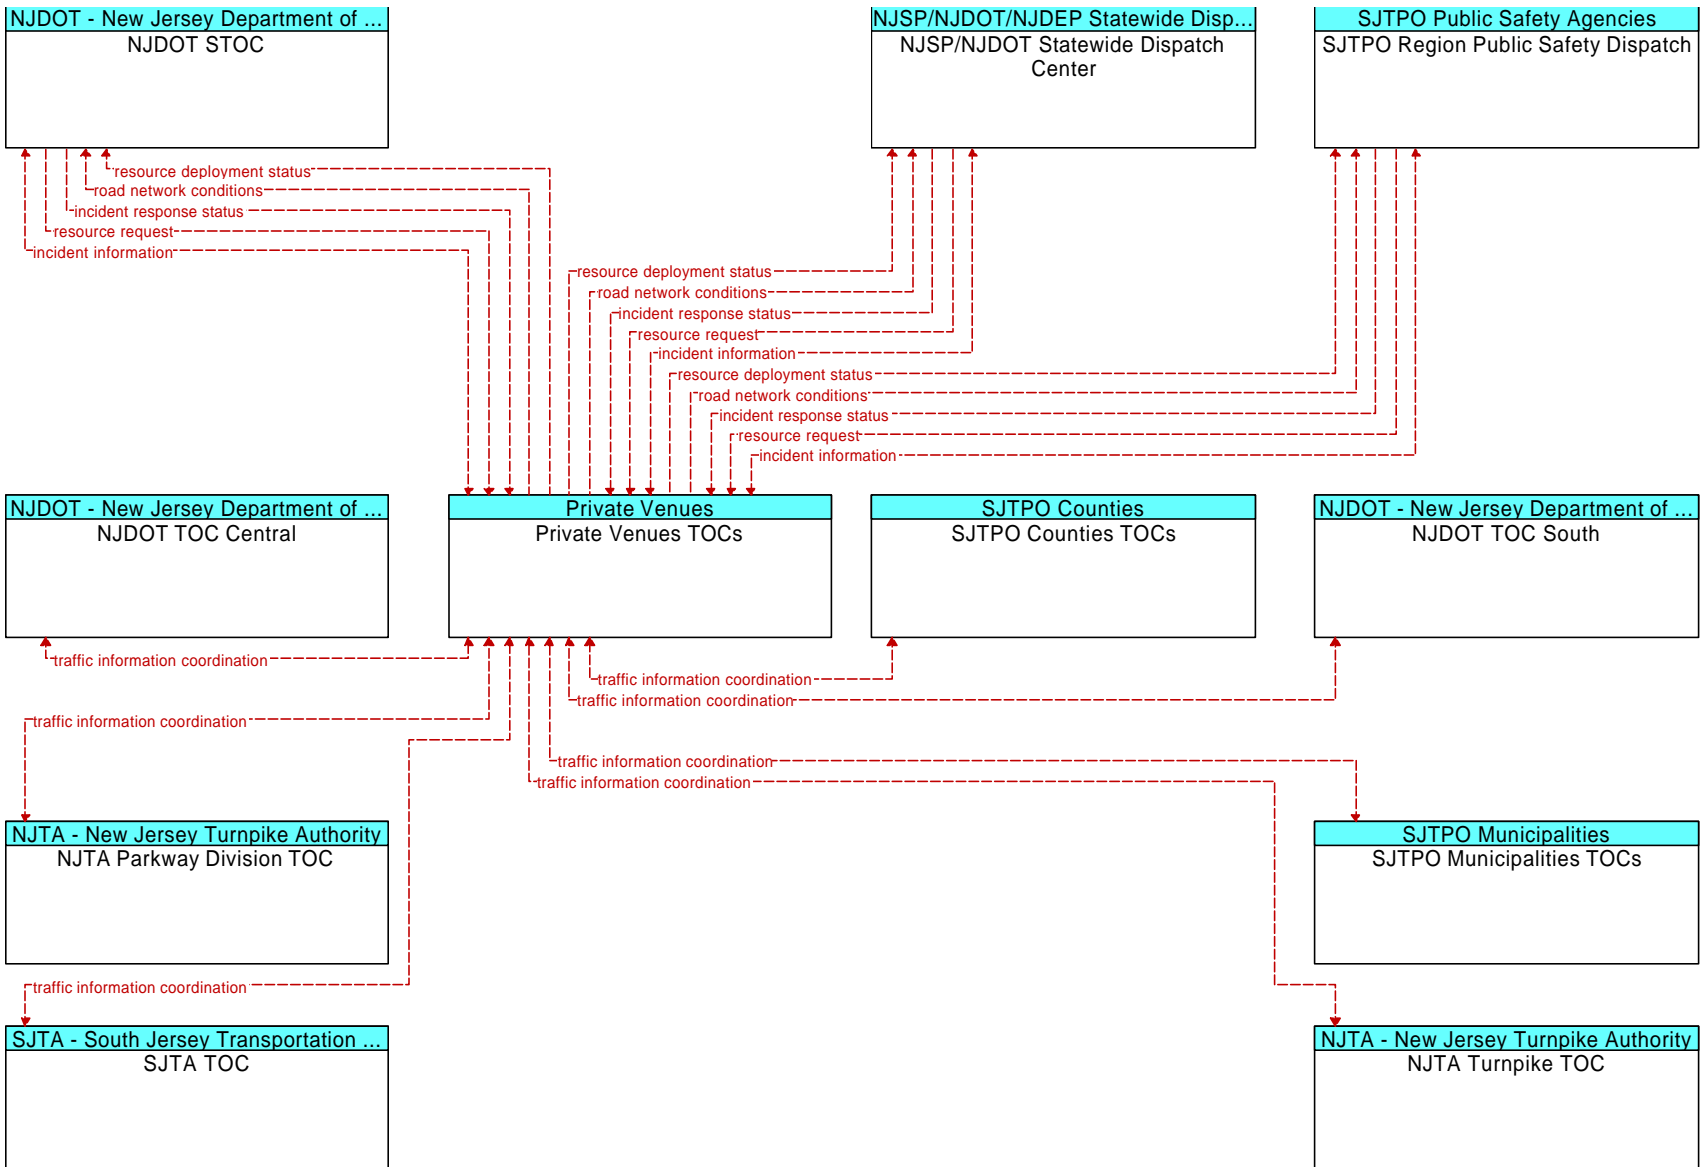 NJDOT - New Jersey Department of ...
NJDOT STOC
NJSP/NJDOT/NJDEP Statewide Disp...
NJSP/NJDOT Statewide Dispatch
Center
SJTPO Public Safety Agencies
SJTPO Region Public Safety Dispatch
resource deployment status
road network conditions
incident response status
resource request
incident information
resource deployment status
road network conditions
incident response status
resource request
incident information
resource deployment status
road network conditions
incident response status
resource request
incident information
NJDOT - New Jersey Department of ...
NJDOT TOC Central
Private Venues
Private Venues TOCs
SJTPO Counties
SJTPO Counties TOCs
NJDOT - New Jersey Department of ...
NJDOT TOC South
traffic information coordination
traffic information coordination
traffic information coordination
traffic information coordination
traffic information coordination
traffic information coordination
NJTA - New Jersey Turnpike Authority
NJTA Parkway Division TOC
SJTPO Municipalities
SJTPO Municipalities TOCs
traffic information coordination
SJTA - South Jersey Transportation ...
SJTA TOC
NJTA - New Jersey Turnpike Authority
NJTA Turnpike TOC